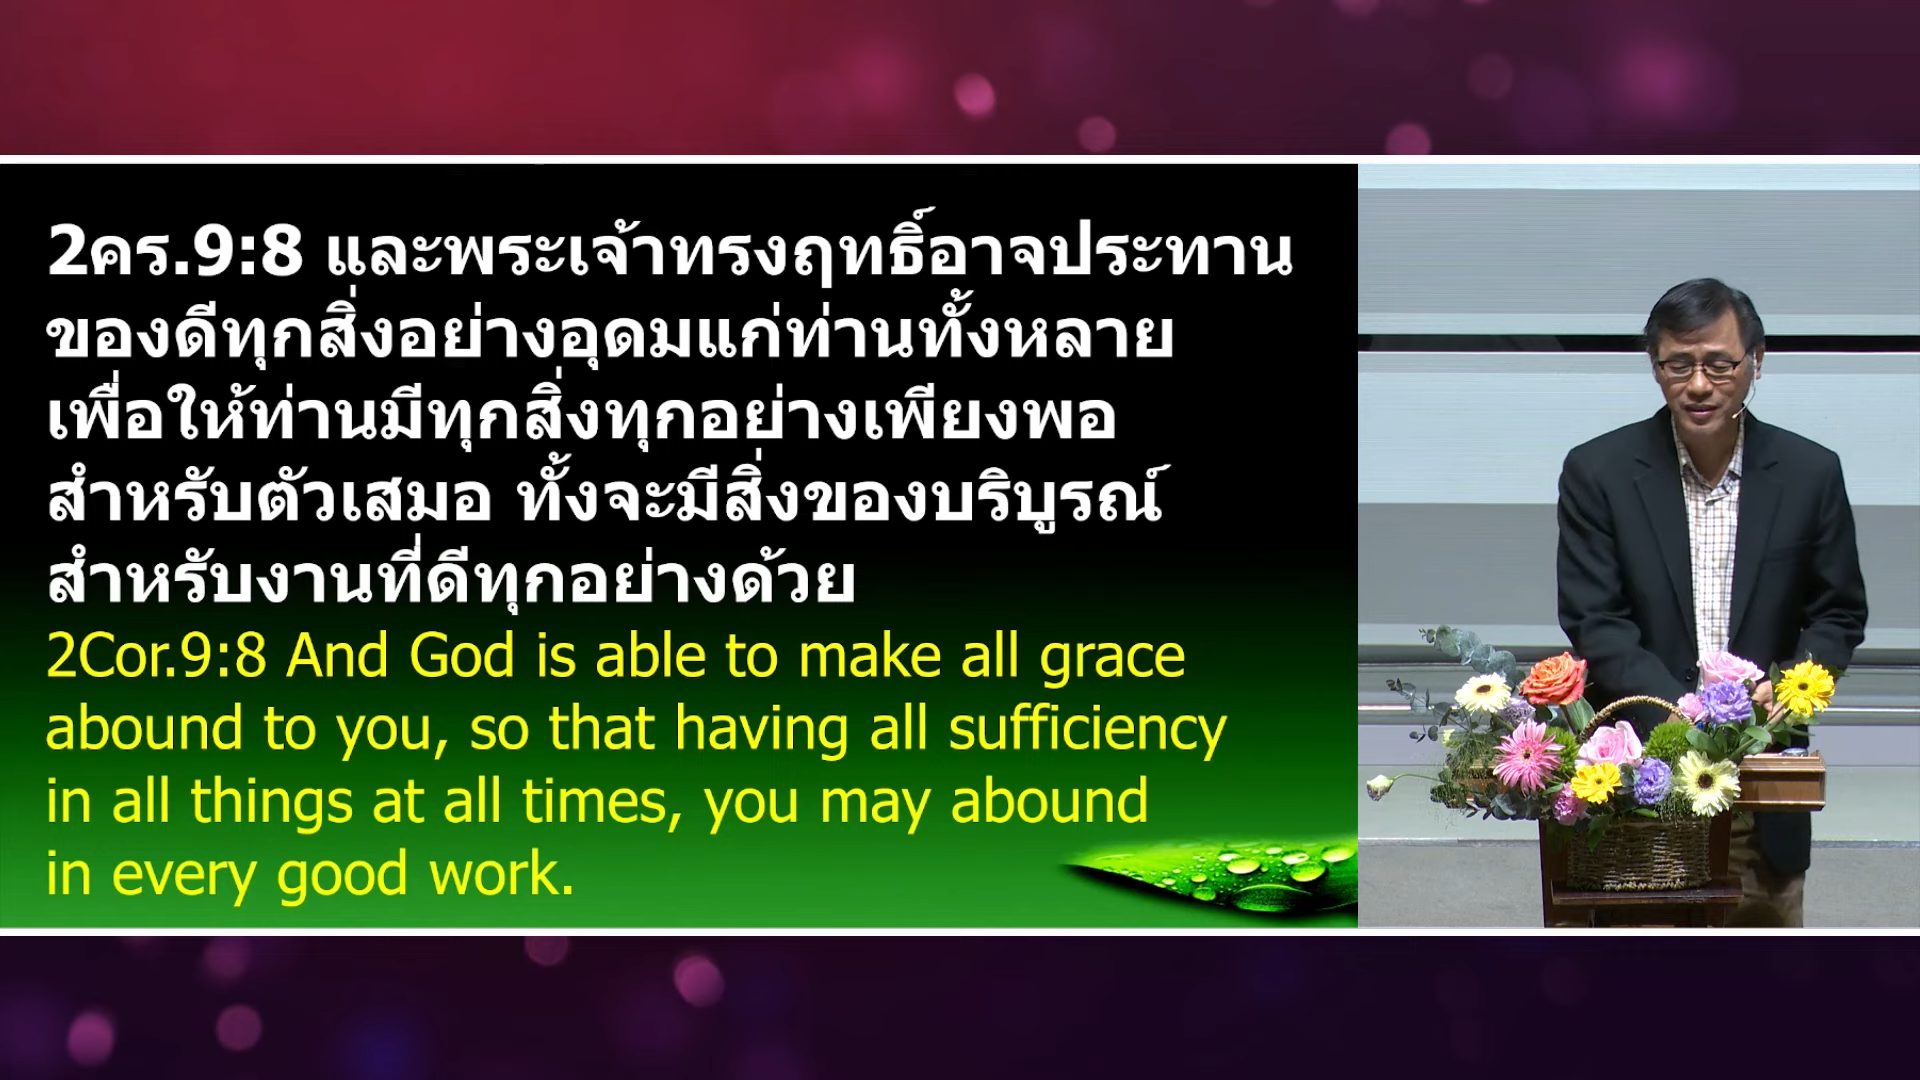 2คร.9:8 และพระเจ้าทรงฤทธิ์อาจประทาน
ของดีทุกสิ่งอย่างอุดมแก่ท่านทั้งหลาย
เพื่อให้ท่านมีทุกสิ่งทุกอย่างเพียงพอ
สำหรับตัวเสมอ ทั้งจะมีสิ่งของบริบูรณ์
สำหรับงานที่ดีทุกอย่างด้วย
2Cor.9:8 And God is able to make all grace
abound to you, so that having all sufficiency
in all things at all times, you may abound
in every good work.